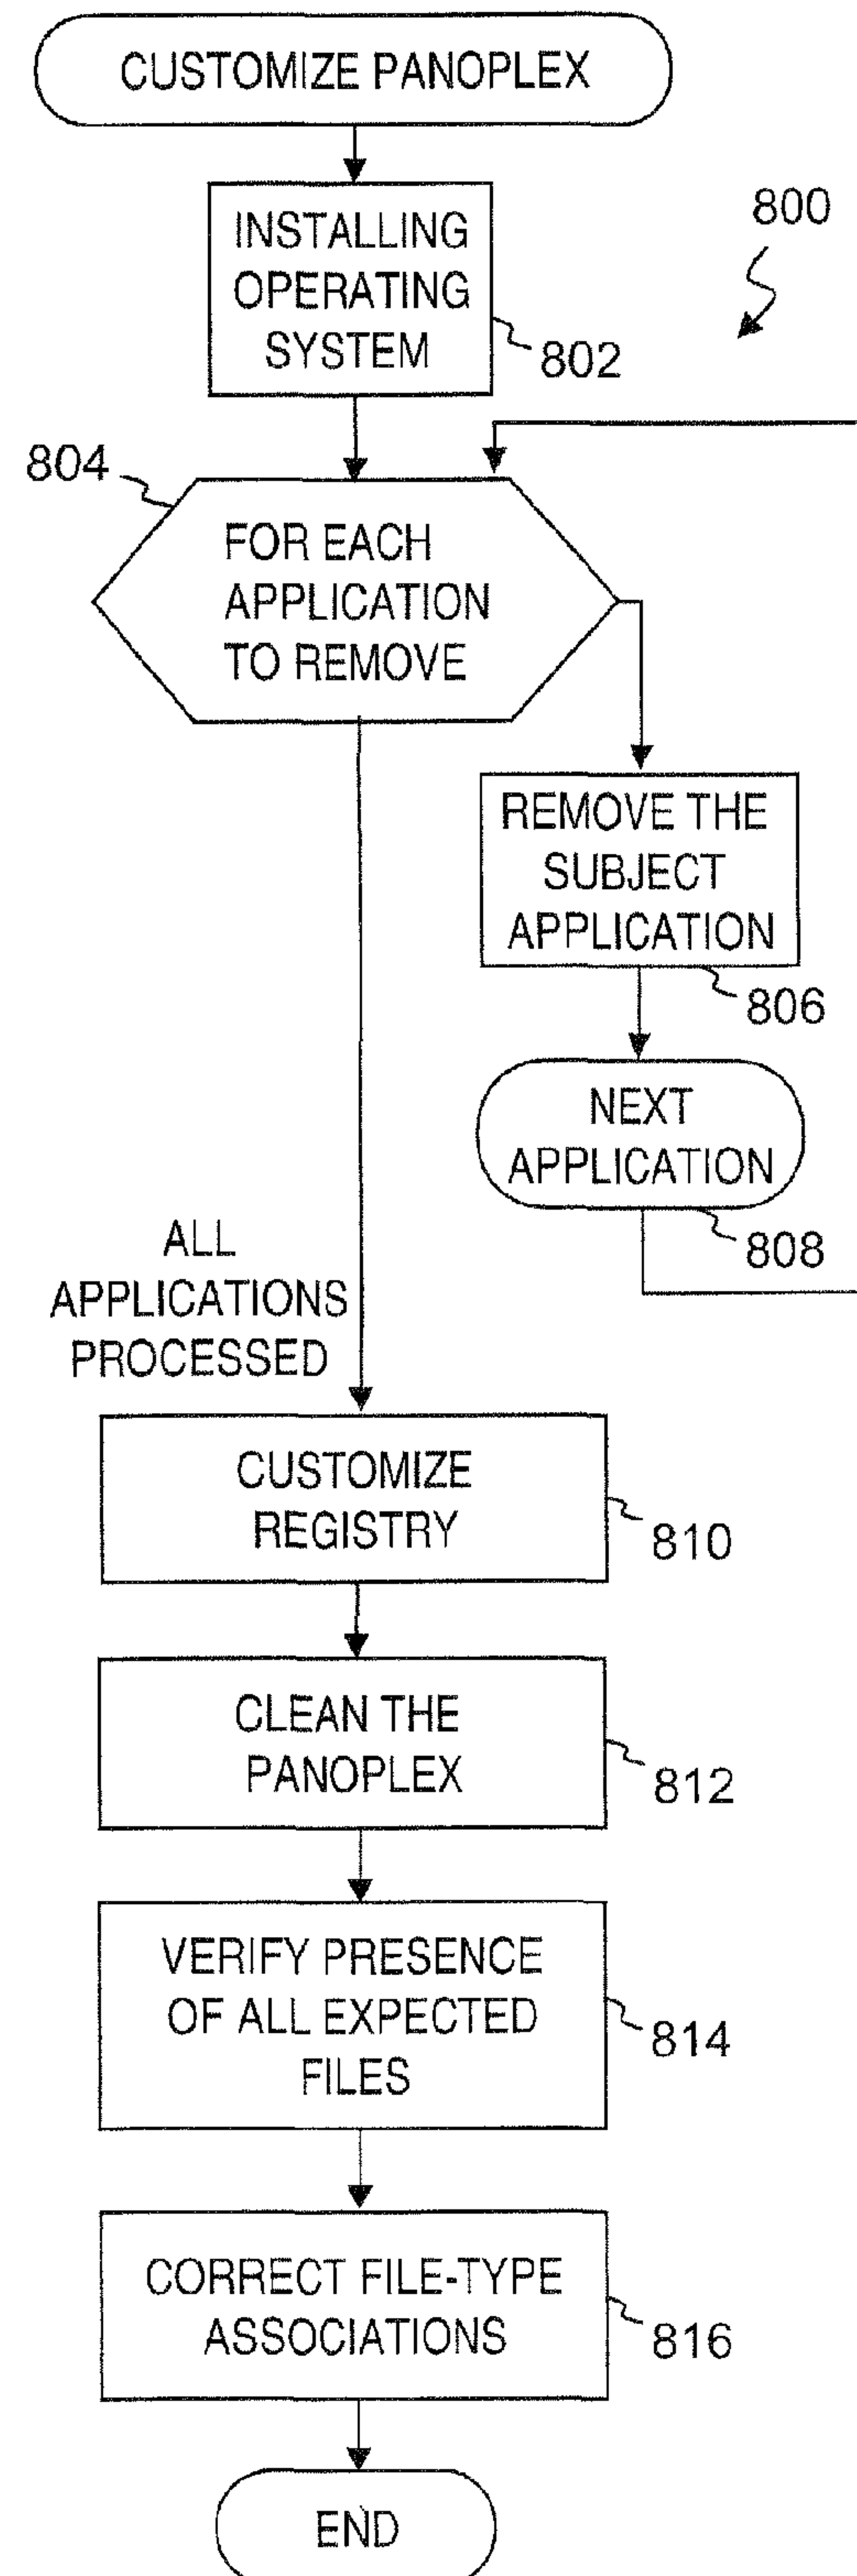 CUSTOMIZE PANOPLEX
INSTALLING
OPERATING
SYSTEM
802
800
804
FOR EACH
APPLICATION
TO REMOVE
REMOVE THE
SUBJECT
APPLICATION
806
NEXT
APPLICATION
808
ALL
APPLICATIONS
PROCESSED
CUSTOMIZE
REGISTRY
810
CLEAN THE
PANOPLEX
812
VERIFY PRESENCE
OF ALL EXPECTED
FILES
814
CORRECT FILE-TYPE
ASSOCIATIONS
816
END